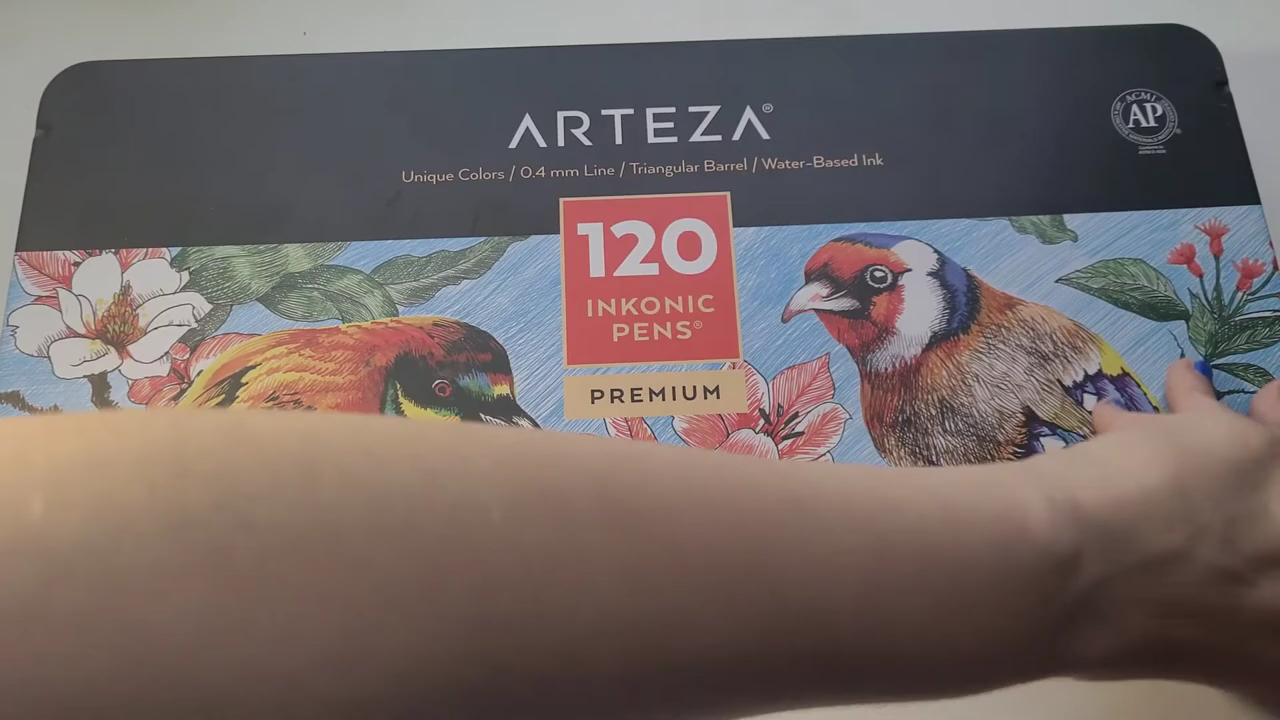 ARTEZA®
Unique Colors / 0.4 mm Line / Triangular Barrel / Water-Based Ink
ACMI
AP
120
INKONIC
PENS®
PREMIUM